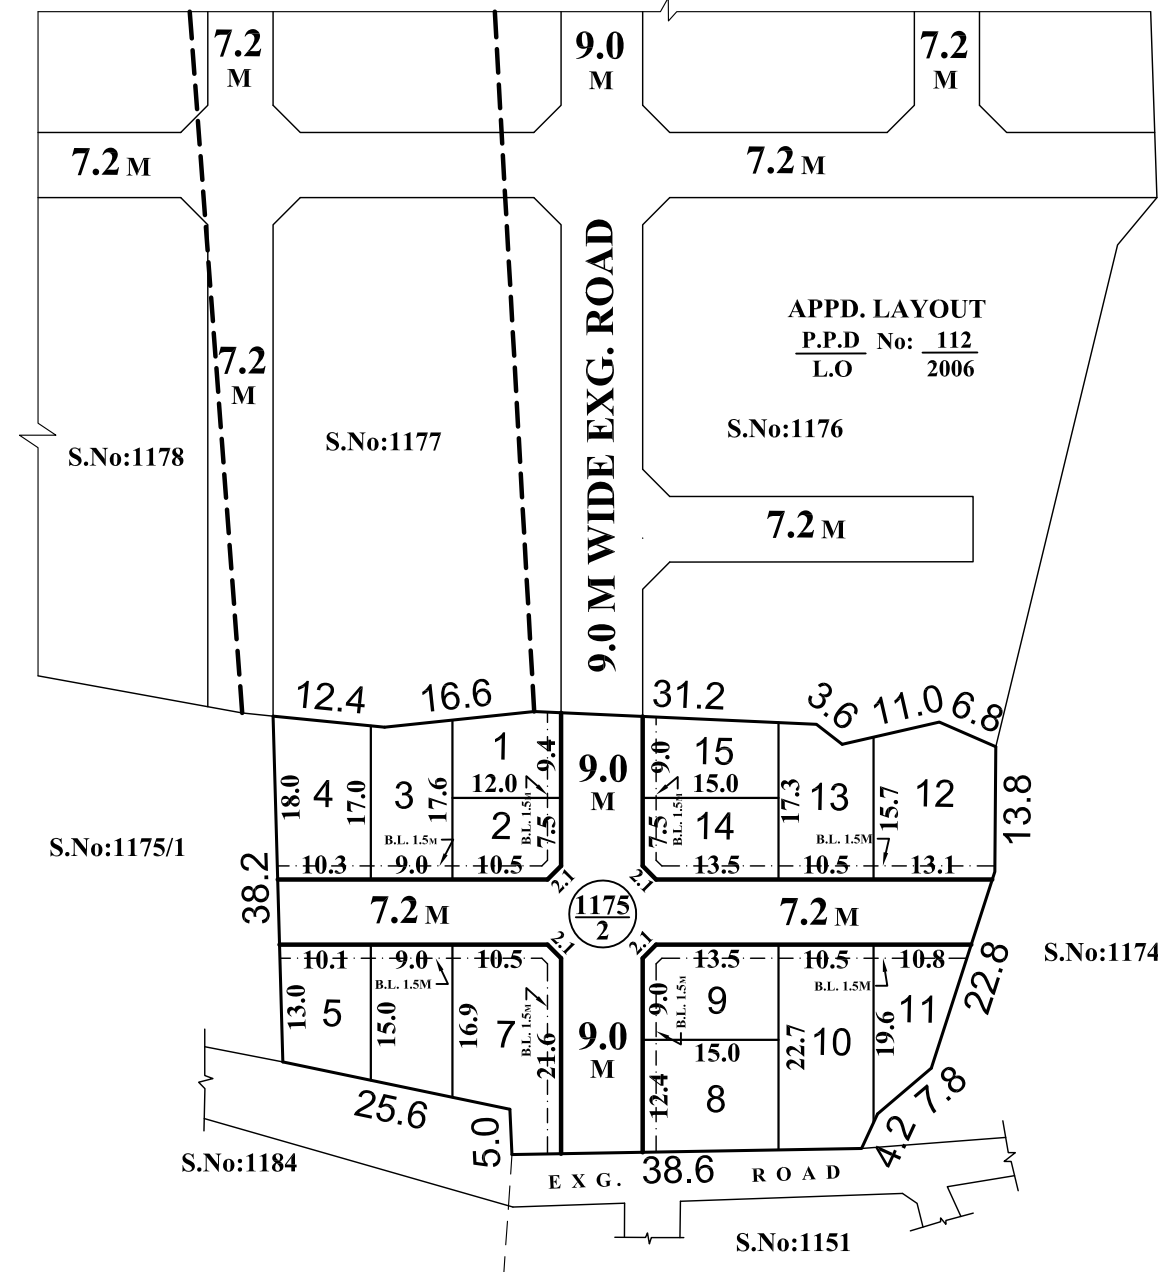 7.2
M
9.0
M
7.2
M
7.2 M
7.2 M
9.0 M WIDE EXG. ROAD
APPD. LAYOUT
P.P.D No: 112
L.O 2006
7.2
M
S.No:1178
S.No:1177
S.No:1176
7.2 M
12.4
16.6
31.2
3.6
11.0
6.8
18.0
4
17.0
3
17.6
1
9.4
12.0
2
7.5
B.L. 1.5M
B.L. 1.5M
10.3
9.0
10.5
9.0
M
9.0
15
15.0
7.5
14
B.L. 1.5M
17.3
13
15.7
12
B.L. 1.5M
13.5
10.5
13.1
13.8
S.No:1175/1
38.2
2.1
2.1
7.2 M
1175
2
7.2 M
2.1
2.1
10.1
9.0
10.5
13.5
10.5
10.8
S.No:1174
22.8
13.0
5
15.0
B.L. 1.5M
16.9
7
B.L. 1.5M
21.6
9.0
M
9.0
B.L. 1.5M
9
15.0
12.4
8
22.7
10
B.L. 1.5M
19.6
11
7.8
4.2
25.6
5.0
38.6
S.No:1184
EXG. ROAD
S.No:1151